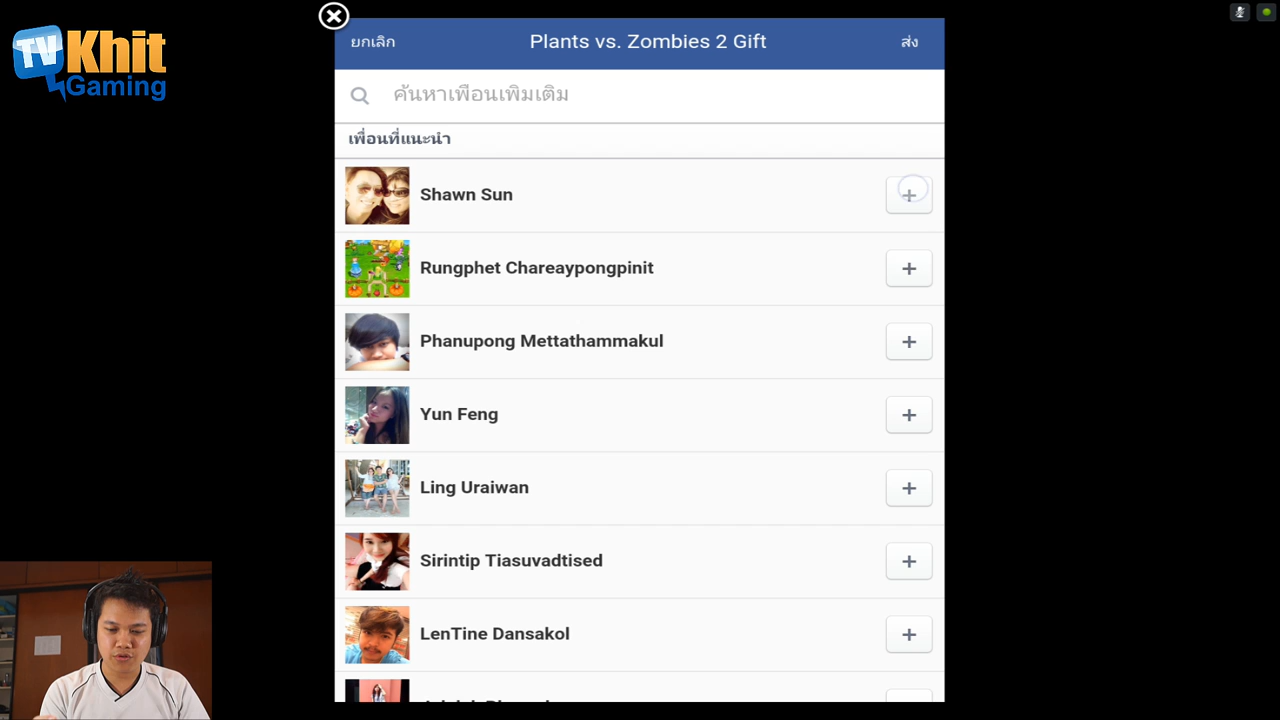 TV Khit
Gaming
ยกเลิก
Plants vs. Zombies 2 Gift
ส่ง
ค้นหาเพื่อนเพิ่มเติม
เพื่อนที่แนะนำ
Shawn Sun
Rungphet Chareaypongpinit
Phanupong Mettathammakul
Yun Feng
Ling Uraiwan
Sirintip Tiasuvadtised
LenTine Dansakol